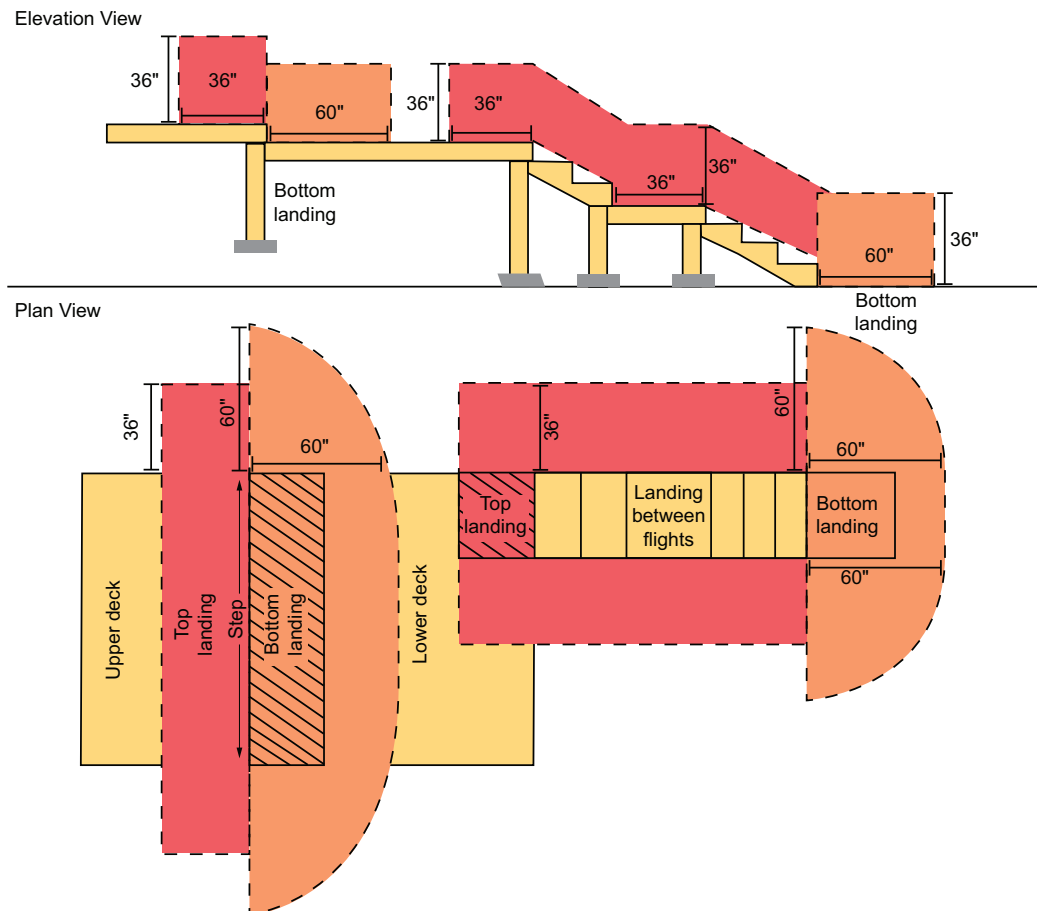 Elevation View
36"
36"
60"
36"
36"
36"
36"
60"
36"
Bottom
landing
Bottom
landing
Plan View
36"
60"
60"
36"
60"
60"
60"
Upper deck
Top
landing
Step
Bottom
landing
Lower deck
Top
landing
Landing
between
flights
Bottom
landing